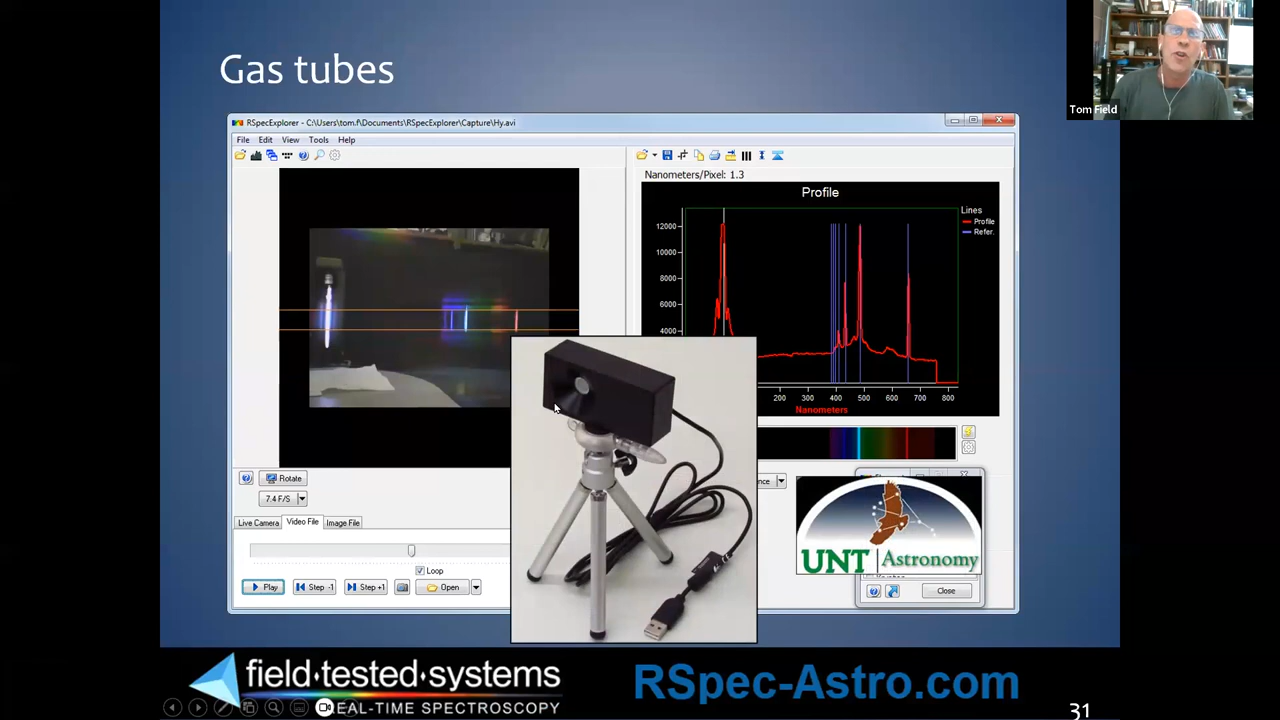 Gas tubes
Tom Field
RSpecExplorer - C:\Users\tom.f\Documents\RSpecExplorer\Capture\Hy.avi
File Edit View Tools Help
Nanometers/Pixel: 1.3
Profile
Lines
Profile
Refer.
12000
10000
8000
6000
4000
200 400 500 600 700 800
Nanometers
Rotate
7.4 F/S
Live Camera Video File Image File
Loop
Play Step -1 Step +1 Open
nce
UNT Astronomy
Close
field·tested·systems
REAL-TIME SPECTROSCOPY
RSpec-Astro.com
31